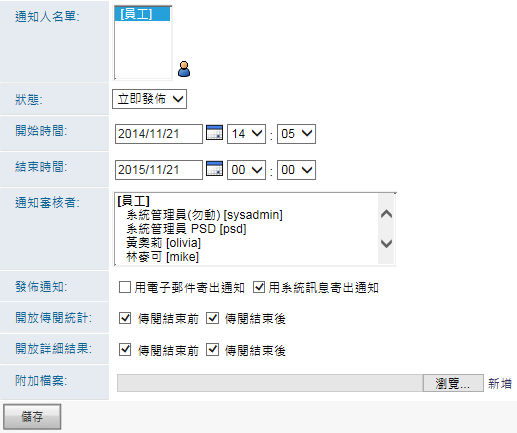 通知人名單: [員工]
狀態: 立即發佈
開始時間: 2014/11/21 14 : 05
結束時間: 2015/11/21 00 : 00
通知審核者: [員工]
系統管理員(勿動) [sysadmin]
系統管理員 PSD [psd]
黃奧莉 [olivia]
林麥可 [mike]
發佈通知: 用電子郵件寄出通知 用系統訊息寄出通知
開放傳閱統計: 傳閱結束前 傳閱結束後
開放詳細結果: 傳閱結束前 傳閱結束後
附加檔案: 瀏覽... 新增
儲存